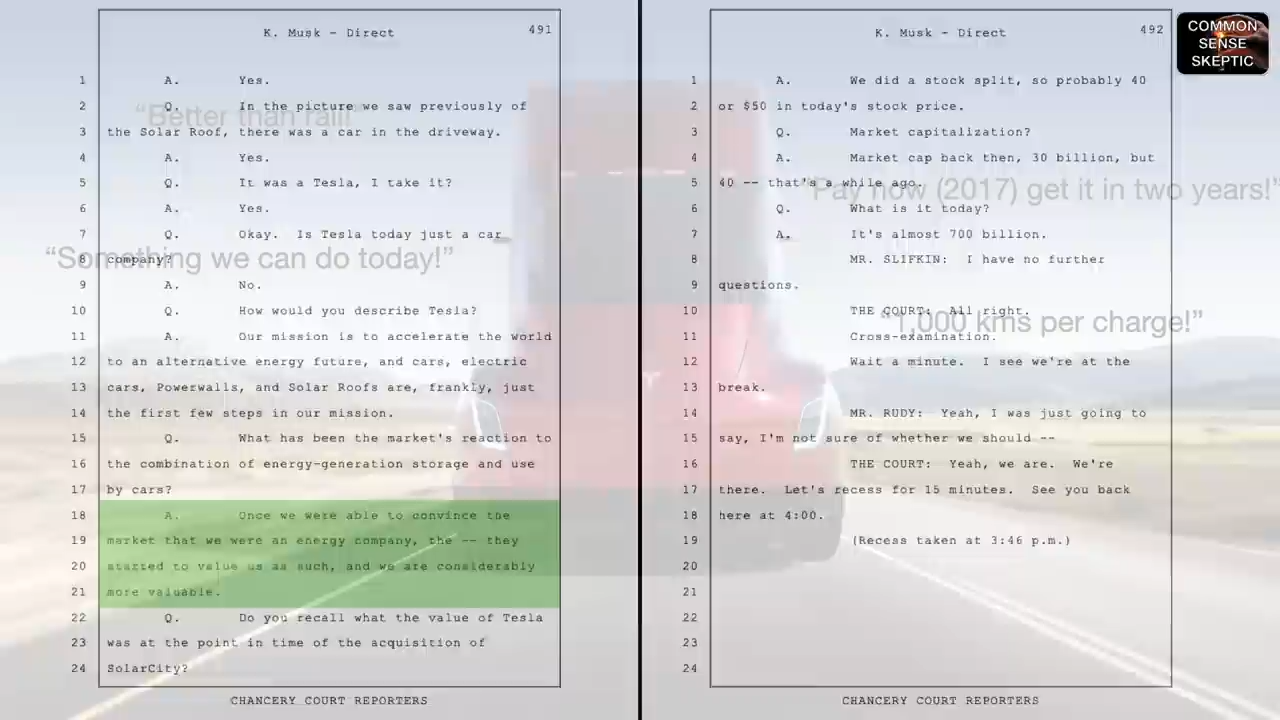 K. Musk - Direct 491
1 A. Yes.
2 Q. In the picture we saw previously of
3 the Solar Roof, there was a car in the driveway.
4 A. Yes.
5 Q. It was a Tesla, I take it?
6 A. Yes.
7 Q. Okay. Is Tesla today just a car
8 company?
9 A. No.
10 Q. How would you describe Tesla?
11 A. Our mission is to accelerate the world
12 to an alternative energy future, and cars, electric
13 cars, Powerwalls, and Solar Roofs are, frankly, just
14 the first few steps in our mission.
15 Q. What has been the market's reaction to
16 the combination of energy-generation storage and use
17 by cars?
18 A. Once we were able to convince the
19 market that we were an energy company, the -- they
20 started to value us as such, and we are considerably
21 more valuable.
22 Q. Do you recall what the value of Tesla
23 was at the point in time of the acquisition of
24 SolarCity?
CHANCERY COURT REPORTERS
K. Musk - Direct 492
1 A. We did a stock split, so probably 40
2 or $50 in today's stock price.
3 Q. Market capitalization?
4 A. Market cap back then, 30 billion, but
5 40 -- that's a while ago.
6 Q. What is it today?
7 A. It's almost 700 billion.
8 MR. SLIFKIN: I have no further
9 questions.
10 THE COURT: All right.
11 Cross-examination.
12 Wait a minute. I see we're at the
13 break.
14 MR. RUDY: Yeah, I was just going to
15 say, I'm not sure of whether we should --
16 THE COURT: Yeah, we are. We're
17 there. Let's recess for 15 minutes. See you back
18 here at 4:00.
19 (Recess taken at 3:46 p.m.)
20
21
22
23
24
CHANCERY COURT REPORTERS
"Better than rail!"
"Something we can do today!"
"Pay now (2017) get it in two years!"
"1,000 kms per charge!"
COMMON
SENSE
SKEPTIC